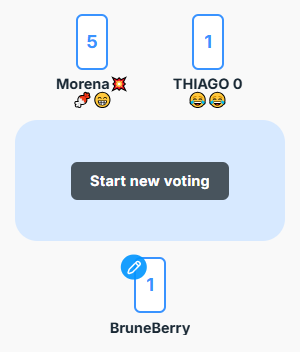 5 1
Morena💥 THIAGO 0
🍖😁 😂😂
Start new voting
1
BruneBerry